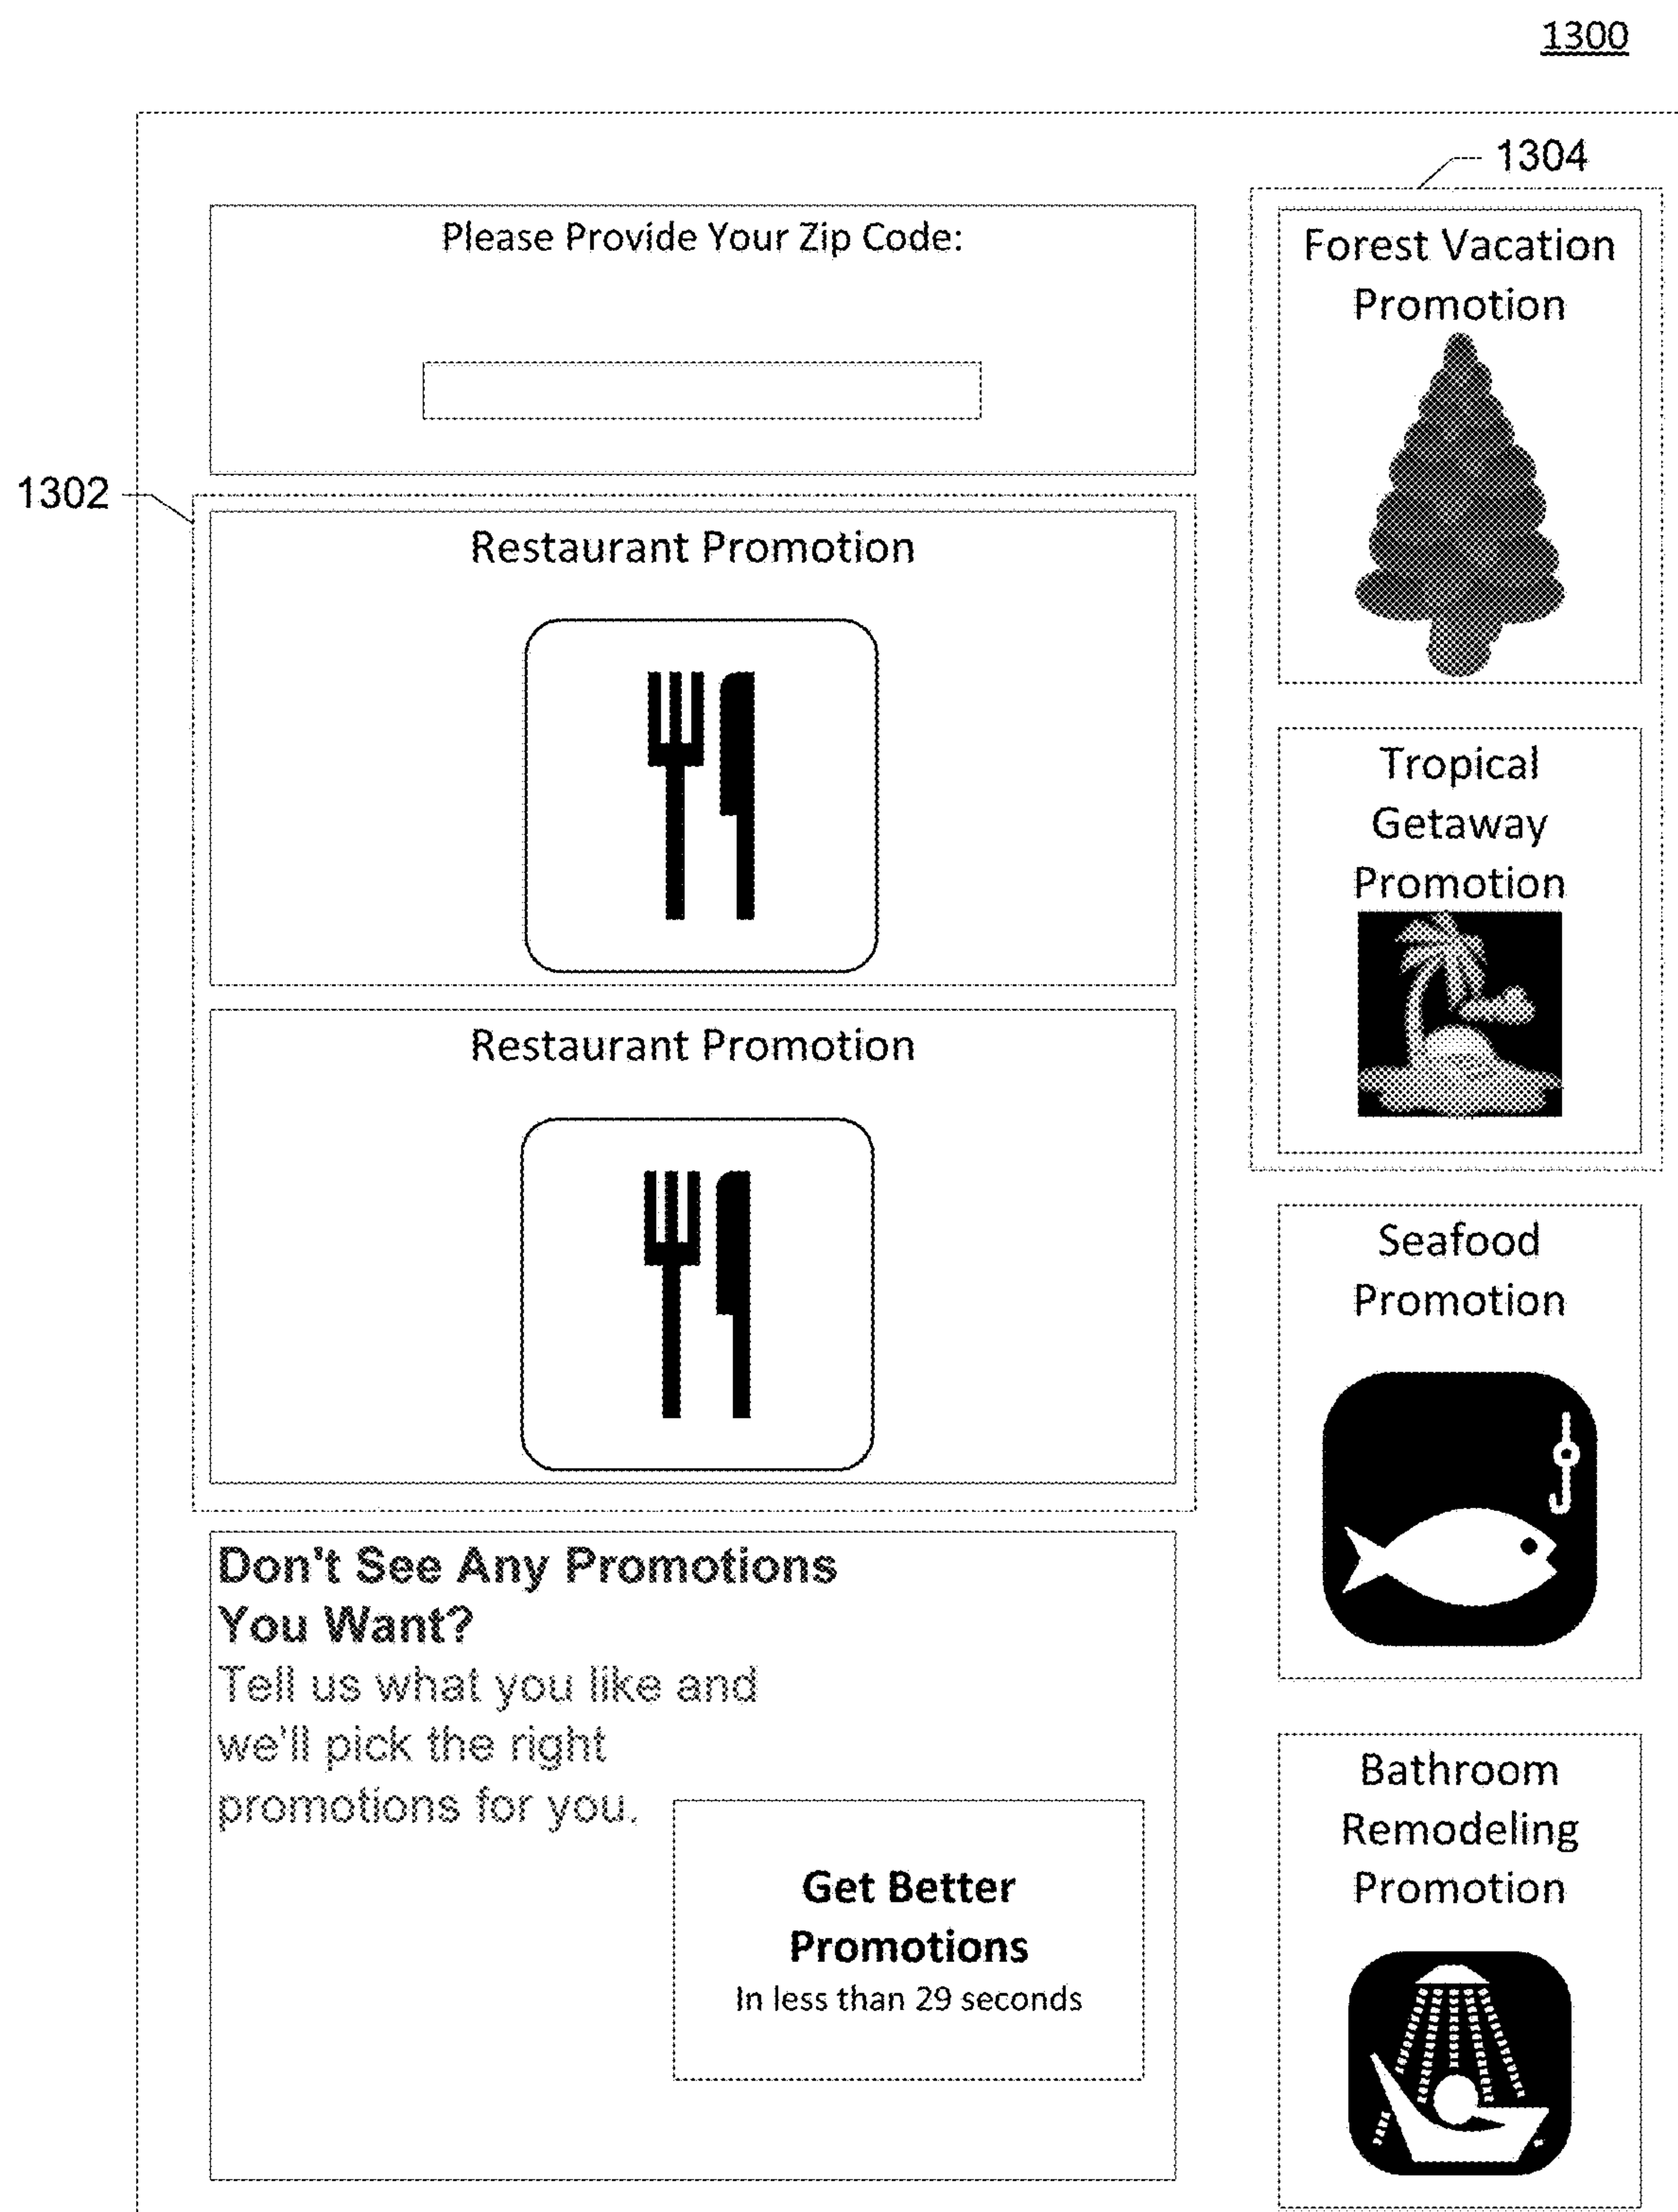 1300
1304
Please Provide Your Zip Code:
1302
Restaurant Promotion
Restaurant Promotion
Don't See Any Promotions
You Want?
Tell us what you like and
we'll pick the right
promotions for you.
Get Better
Promotions
In less than 29 seconds
Forest Vacation
Promotion
Tropical
Getaway
Promotion
Seafood
Promotion
Bathroom
Remodeling
Promotion